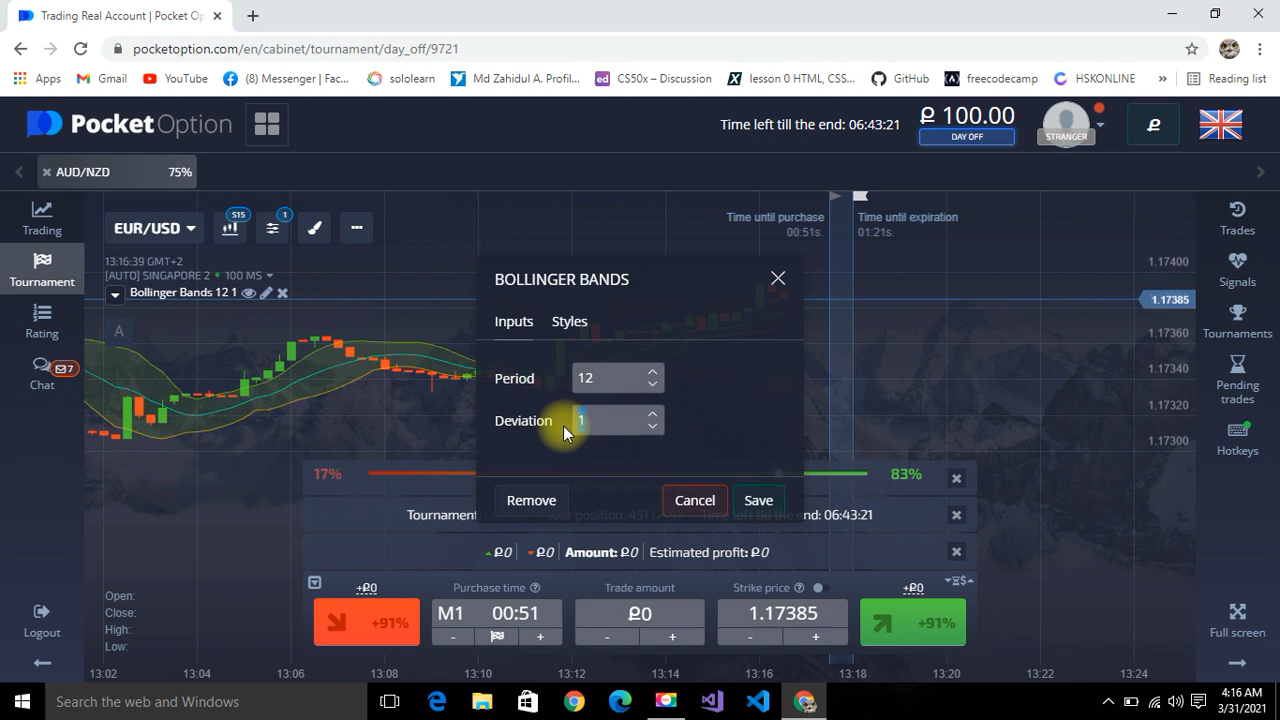 Trading Real Account | Pocket Op
pocketoption.com/en/cabinet/tournament/day_off/9721
Apps Gmail YouTube (8) Messenger | Fac... sololearn Md Zahidul A. Profil... CS50x – Discussion lesson 0 HTML, CSS,... GitHub freecodecamp HSKONLINE » Reading list
PocketOption
Time left till the end: 06:43:21
100.00
DAY OFF
STRANGER
AUD/NZD 75%
Trading
Tournament
Rating
Chat 7
Logout
EUR/USD
S15
1
13:16:39 GMT+2
[AUTO] SINGAPORE 2 • 100 MS
Bollinger Bands 12 1
A
Time until purchase
00:51s.
Time until expiration
01:21s.
BOLLINGER BANDS
Inputs Styles
Period 12
Deviation 1
Remove Cancel Save
1.17400
1.17385
1.17360
1.17340
1.17320
1.17300
17% 83%
Tournament: your position: 451 Time left till the end: 06:43:21
0 0 Amount: 0 Estimated profit: 0
+0 Purchase time Trade amount Strike price +0
+91% M1 00:51 0 1.17385 +91%
- + - + - +
Open:
Close:
High:
Low:
13:02 13:04 13:06 13:08 13:10 13:12 13:14 13:16 13:18 13:20 13:22 13:24
Trades
Signals
Tournaments
Pending trades
Hotkeys
Full screen
Search the web and Windows
4:16 AM
3/31/2021